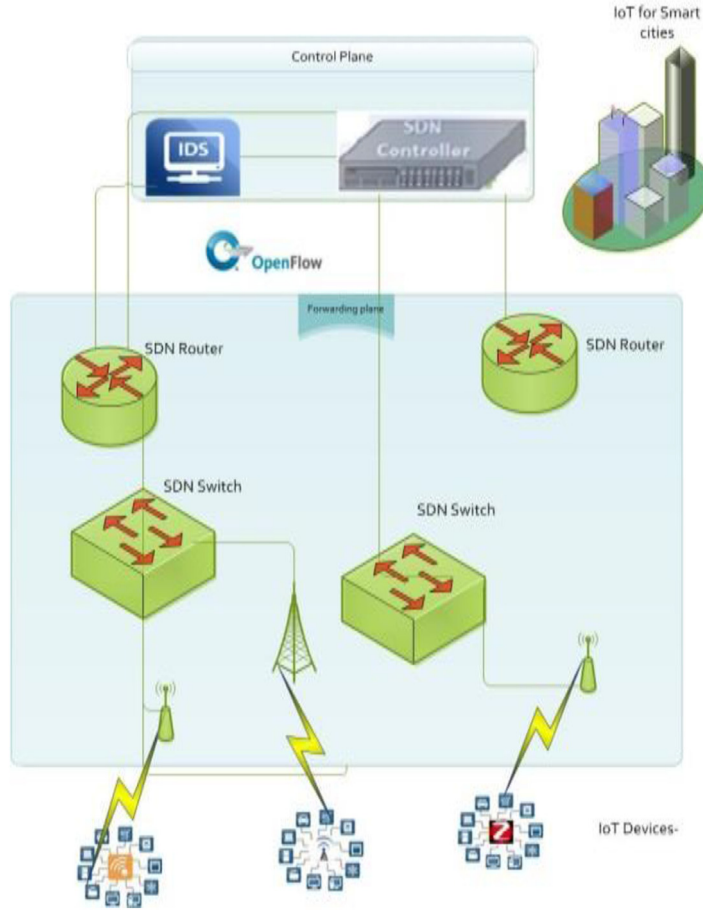 IoT for Smart
cities
Control Plane
IDS
SDN
Controller
OpenFlow
Forwarding plane
SDN Router
SDN Router
SDN Switch
SDN Switch
Z
IoT Devices-